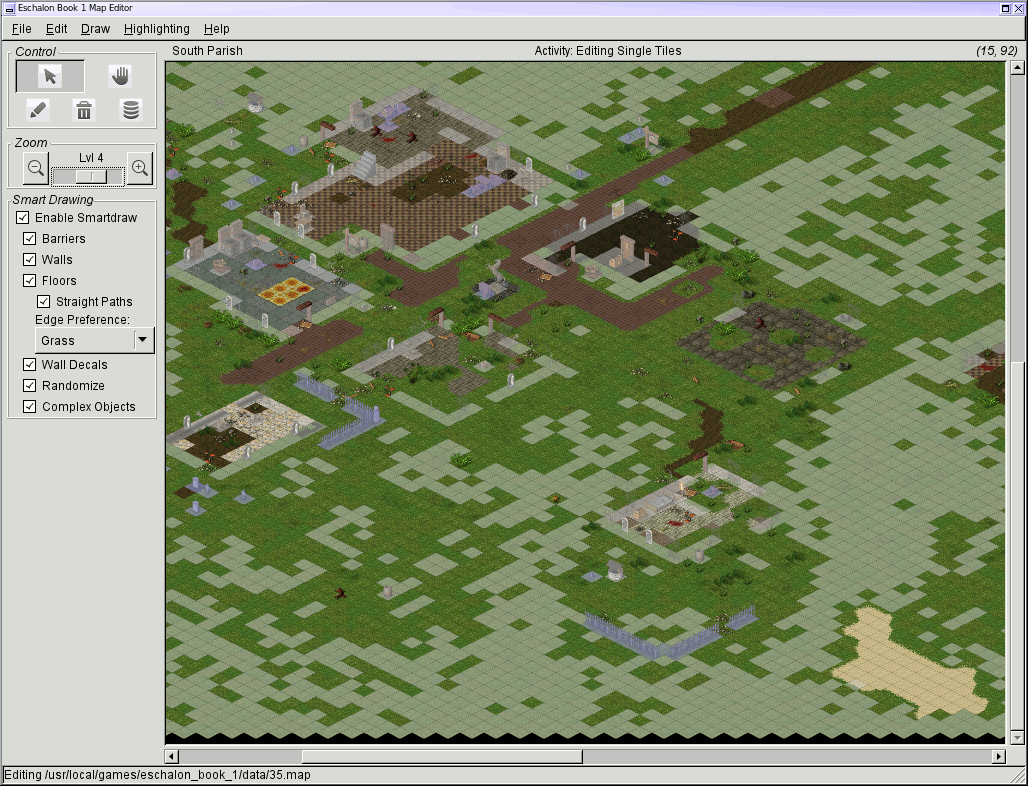 Eschalon Book 1 Map Editor
File Edit Draw Highlighting Help
Control
South Parish
Activity: Editing Single Tiles
(15, 92)
Zoom
Lvl 4
Smart Drawing
Enable Smartdraw
Barriers
Walls
Floors
Straight Paths
Edge Preference:
Grass
Wall Decals
Randomize
Complex Objects
Editing /usr/local/games/eschalon_book_1/data/35.map